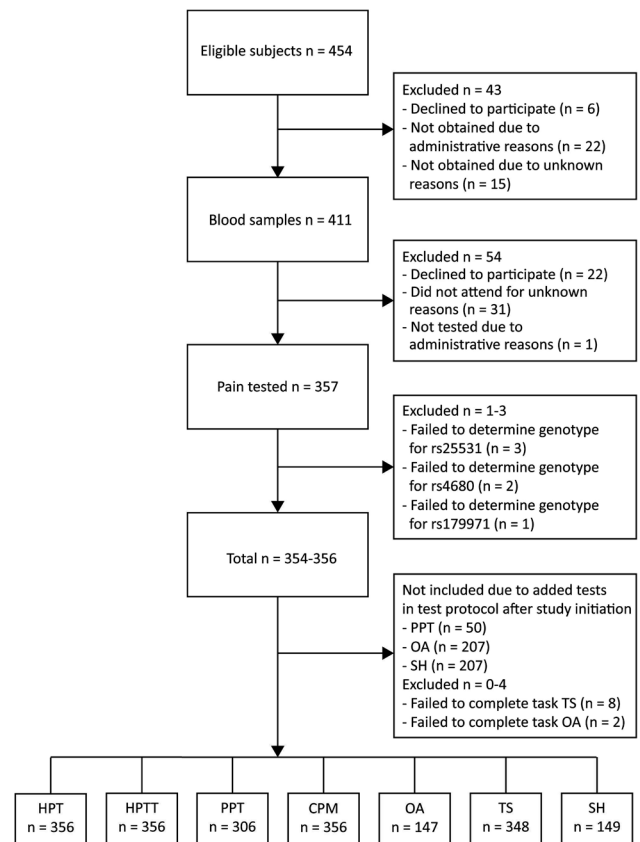 Eligible subjects n = 454
Excluded n = 43
- Declined to participate (n = 6)
- Not obtained due to
administrative reasons (n = 22)
- Not obtained due to unknown
reasons (n = 15)
Blood samples n = 411
Excluded n = 54
- Declined to participate (n = 22)
- Did not attend for unknown
reasons (n = 31)
- Not tested due to
administrative reasons (n = 1)
Pain tested n = 357
Excluded n = 1-3
- Failed to determine genotype
for rs25531 (n = 3)
- Failed to determine genotype
for rs4680 (n = 2)
- Failed to determine genotype
for rs179971 (n = 1)
Total n = 354-356
Not included due to added tests
in test protocol after study initiation
- PPT (n = 50)
- OA (n = 207)
- SH (n = 207)
Excluded n = 0-4
- Failed to complete task TS (n = 8)
- Failed to complete task OA (n = 2)
HPT
n = 356
HPTT
n = 356
PPT
n = 306
CPM
n = 356
OA
n = 147
TS
n = 348
SH
n = 149